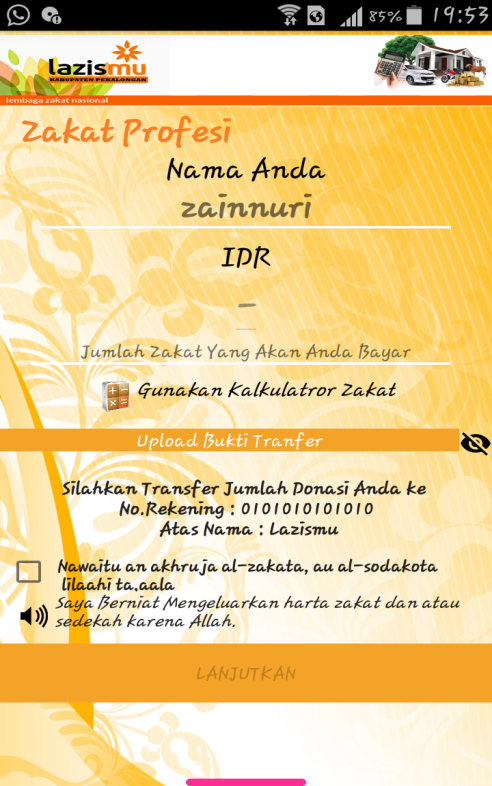 85% 19:53
lazismu
KABUPATEN PEKALONGAN
lembaga zakat nasional
Zakat Profesi
Nama Anda
zainnuri
IDR
Jumlah Zakat Yang Akan Anda Bayar
Gunakan Kalkulatror Zakat
Upload Bukti Tranfer
Silahkan Transfer Jumlah Donasi Anda ke
No.Rekening : 0101010101010
Atas Nama : Lazismu
Nawaitu an akhruja al-zakata, au al-sodakota
lilaahi ta,aala
Saya Berniat Mengeluarkan harta zakat dan atau
sedekah karena Allah.
LANJUTKAN